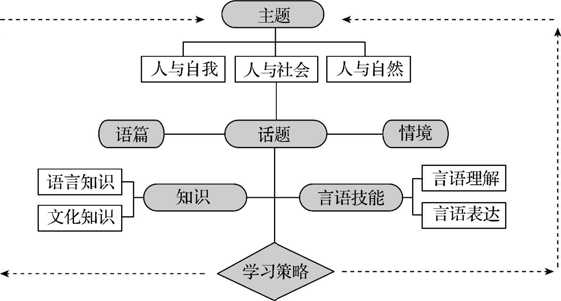 主题
人与自我
人与社会
人与自然
语篇
话题
情境
语言知识
文化知识
知识
言语技能
言语理解
言语表达
学习策略